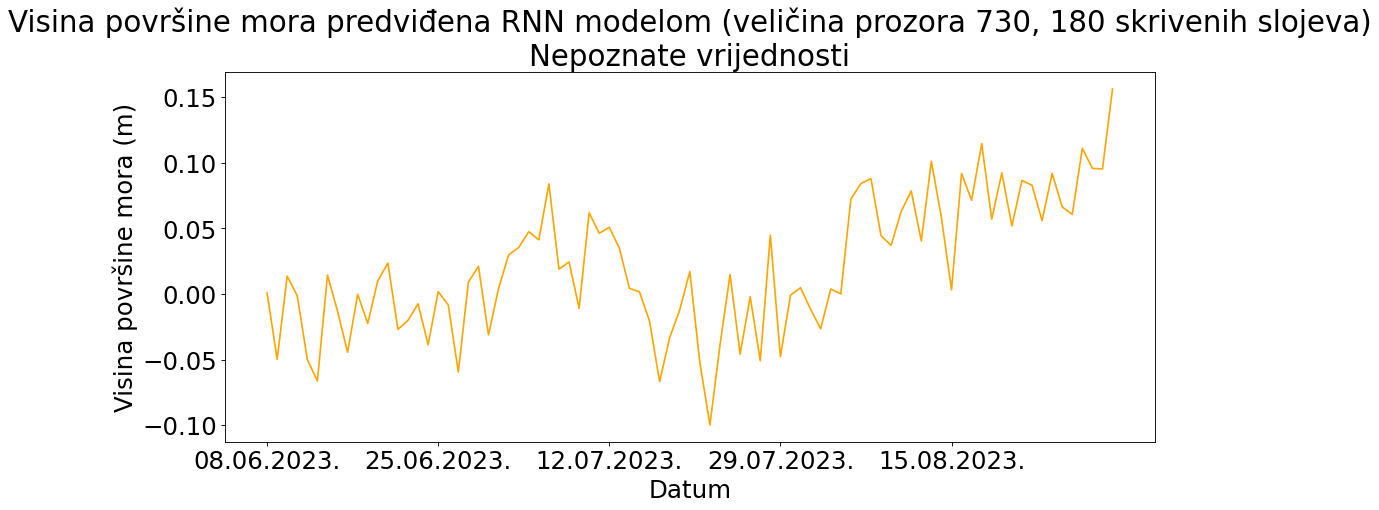 Visina površine mora predviđena RNN modelom (veličina prozora 730, 180 skrivenih slojeva)
Nepoznate vrijednosti
Visina površine mora (m)
0.15
0.10
0.05
0.00
−0.05
−0.10
08.06.2023. 25.06.2023. 12.07.2023. 29.07.2023. 15.08.2023.
Datum